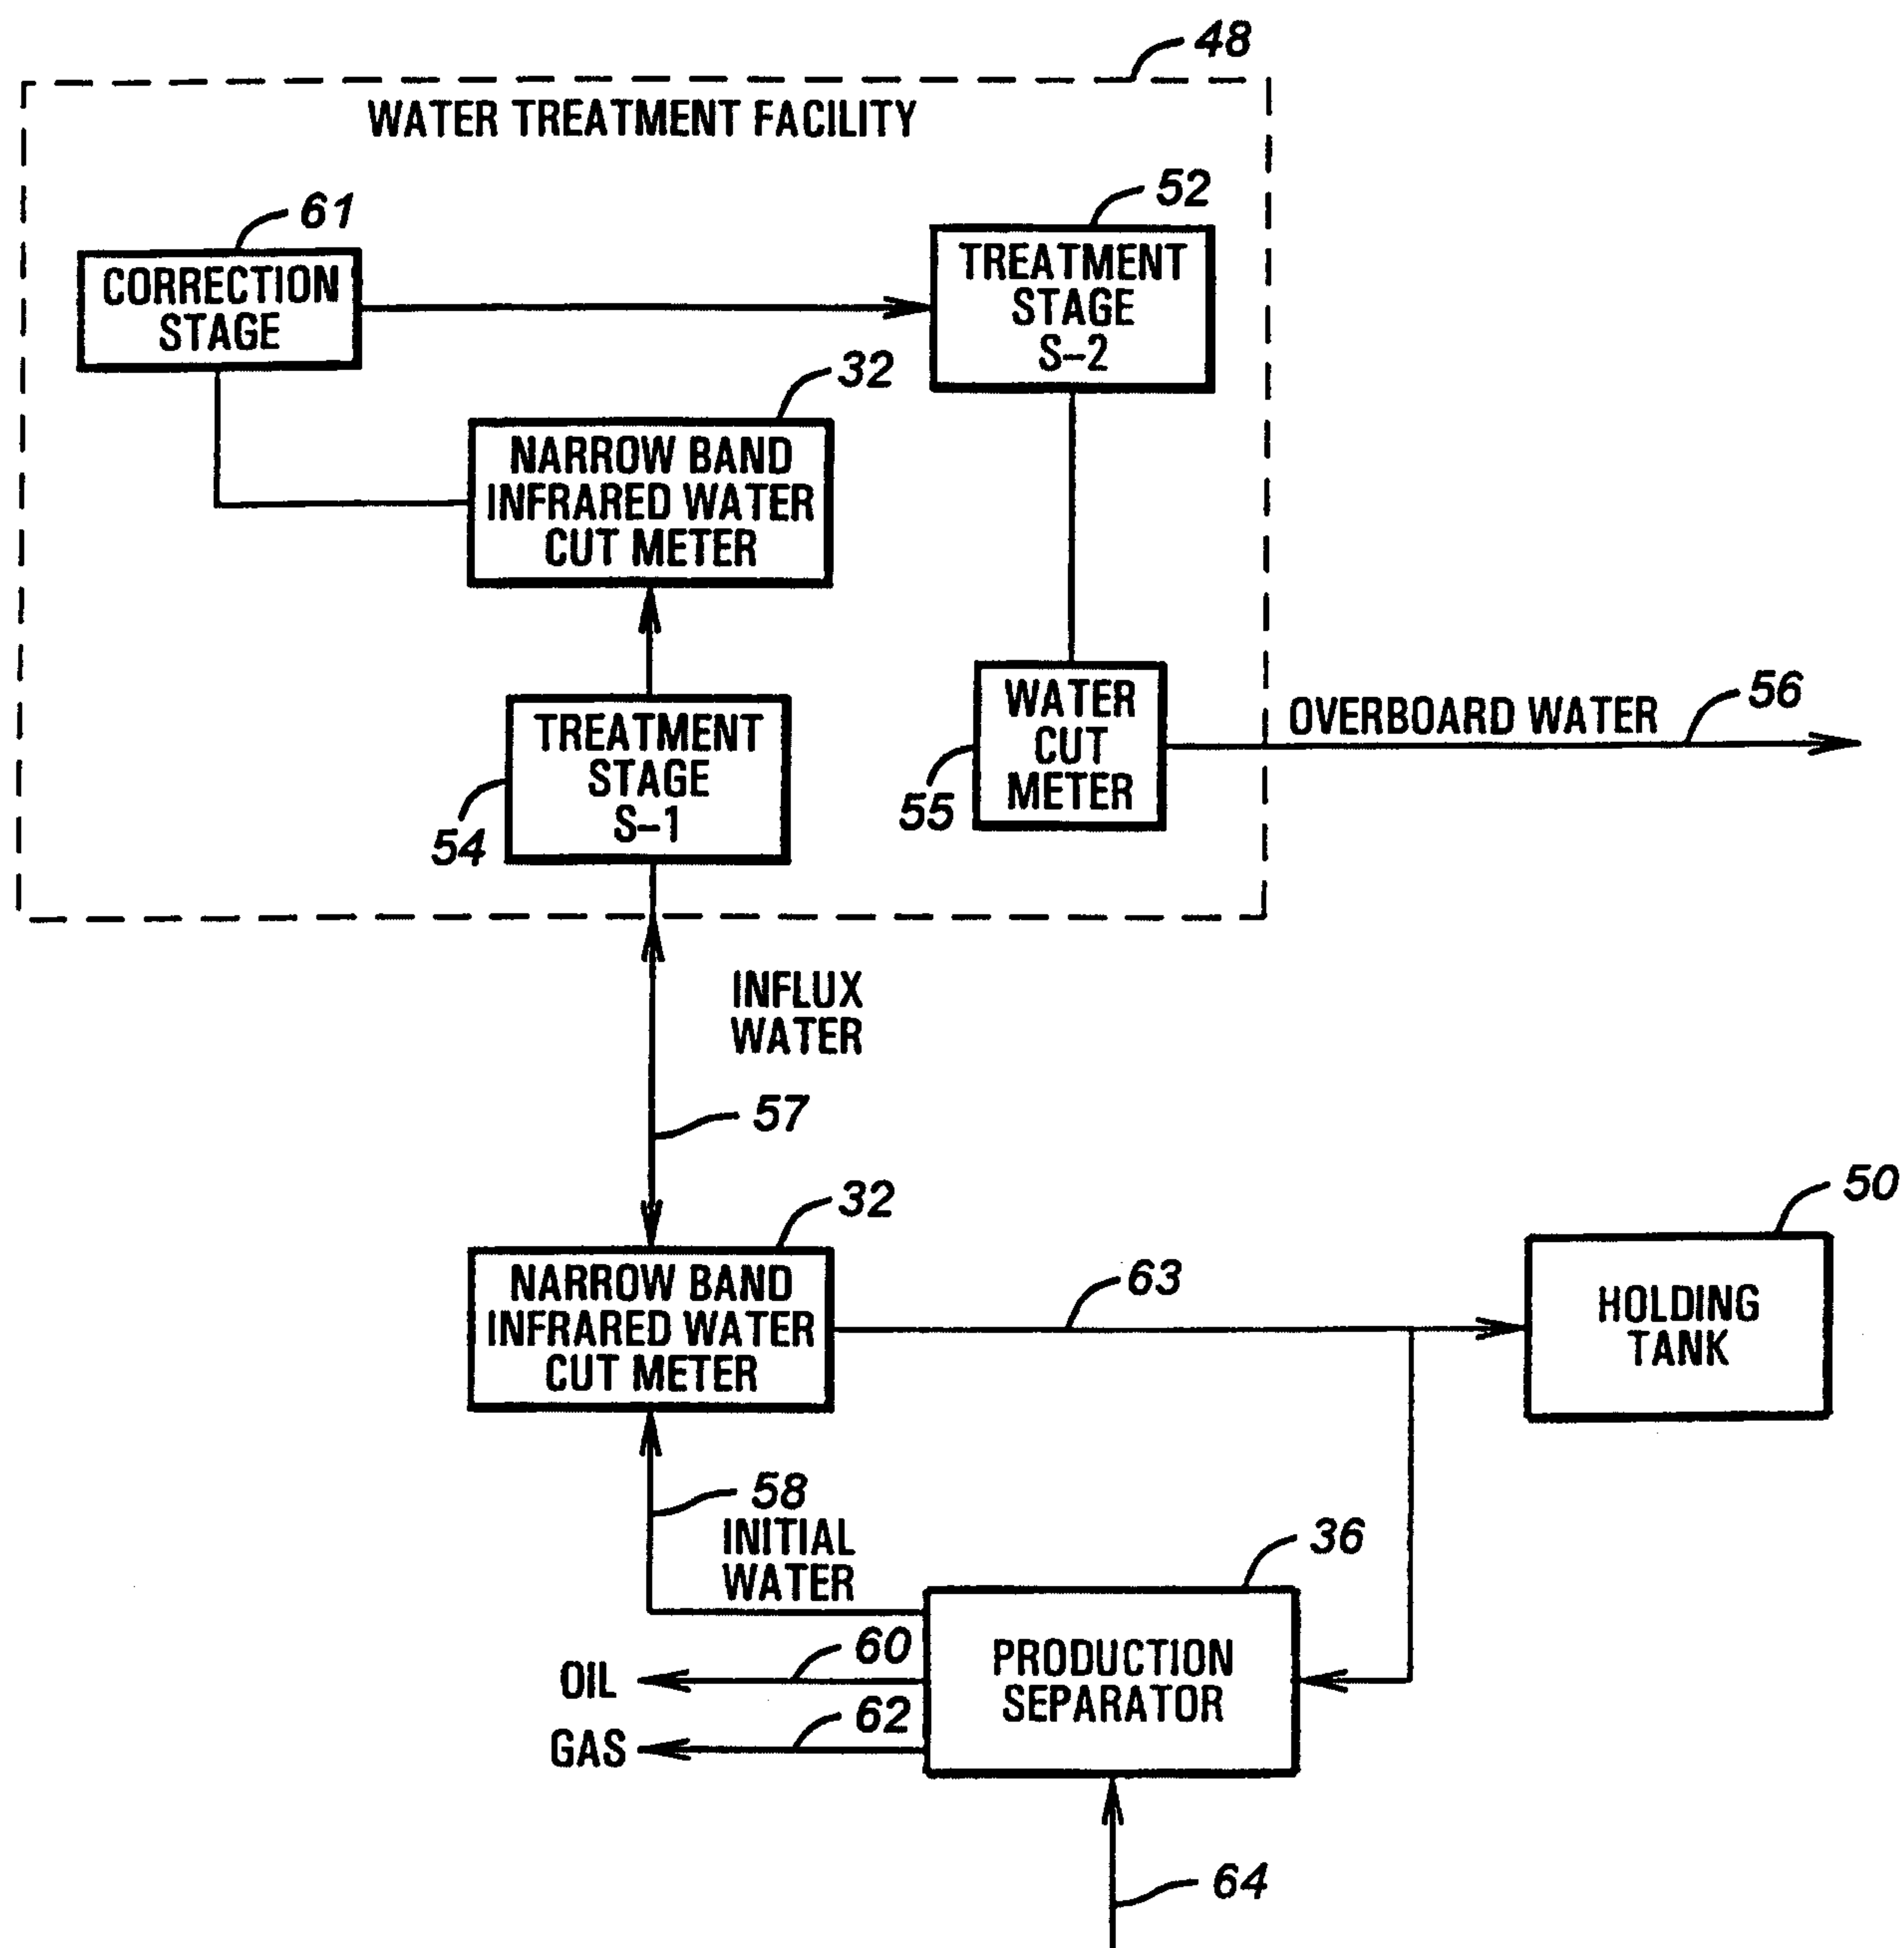 48
WATER TREATMENT FACILITY
61
CORRECTION
STAGE
52
TREATMENT
STAGE
S-2
32
NARROW BAND
INFRARED WATER
CUT METER
54
TREATMENT
STAGE
S-1
55
WATER
CUT
METER
OVERBOARD WATER
56
INFLUX
WATER
57
32
NARROW BAND
INFRARED WATER
CUT METER
63
50
HOLDING
TANK
58
INITIAL
WATER
36
PRODUCTION
SEPARATOR
OIL
60
GAS
62
64